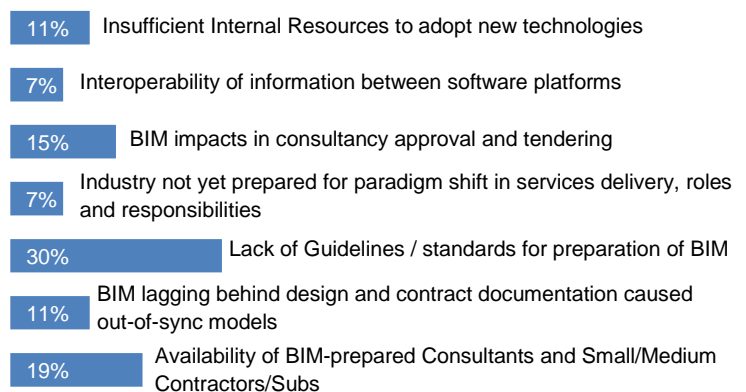 11% Insufficient Internal Resources to adopt new technologies
7% Interoperability of information between software platforms
15% BIM impacts in consultancy approval and tendering
7% Industry not yet prepared for paradigm shift in services delivery, roles
and responsibilities
30% Lack of Guidelines / standards for preparation of BIM
11% BIM lagging behind design and contract documentation caused
out-of-sync models
19% Availability of BIM-prepared Consultants and Small/Medium
Contractors/Subs